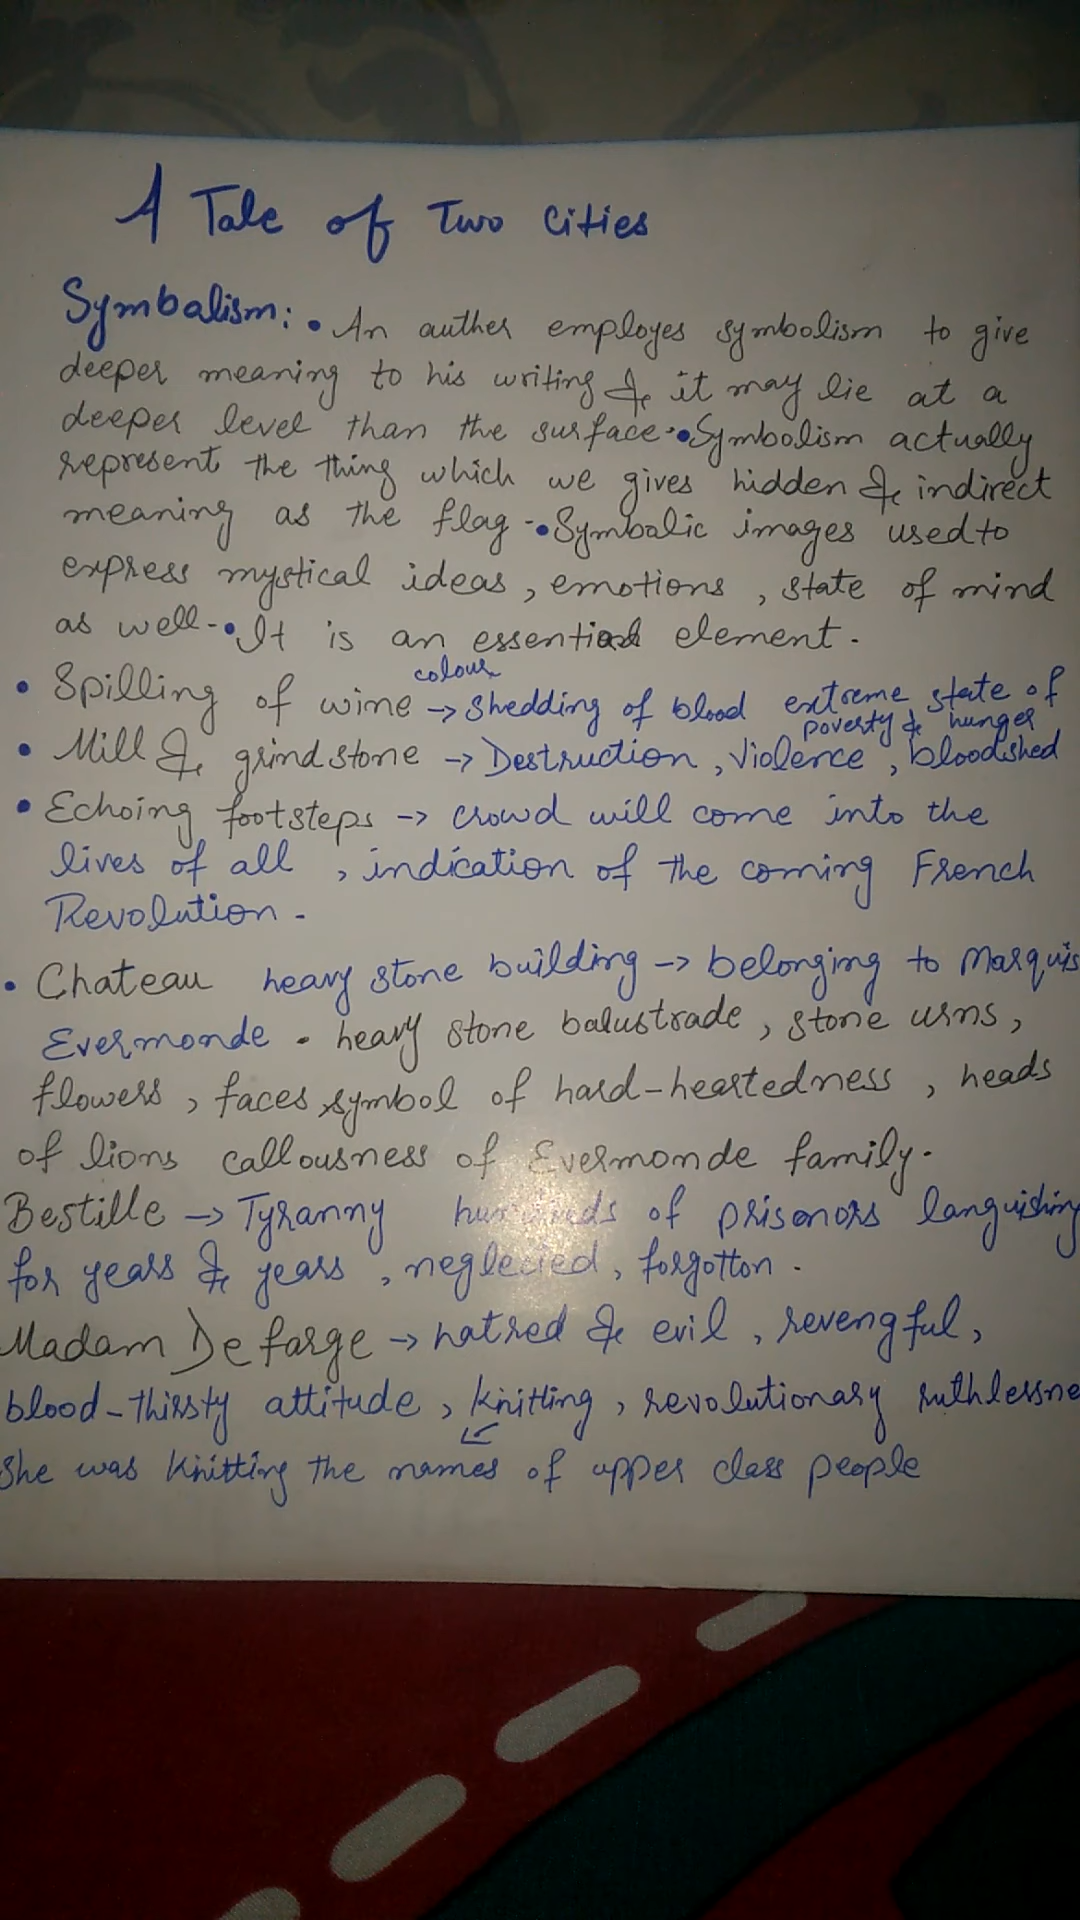 A Tale of Two Cities
Symbalism: • An auther employes symbolism to give
deeper meaning to his writing & it may lie at a
deeper level than the surface. • Symbolism actually
represent the thing which we gives hidden & indirect
meaning as the flag - • Symbalic images used to
express mystical ideas, emotions, state of mind
as well - • It is an essential element.
• Spilling of wine colour → Shedding of blood extreme state of
poverty & hunger
• Mill & grindstone → Destruction, Violence, bloodshed
• Echoing footsteps → crowd will come into the
lives of all, indication of the coming French
Revolution.
• Chateau heavy stone building → belonging to Marquis
Evermonde. heavy stone balustrade, stone urns,
flowers, faces, symbol of hard-heartedness, heads
of lions callousness of Evermonde family.
Bestille → Tyranny hundreds of prisonors languishing
for years & years, neglected, forgotton.
Madam Defarge → hatred & evil, revengful,
blood-thirsty attitude, Knitting, revolutionary ruthlessne
She was Knitting the names of upper class people